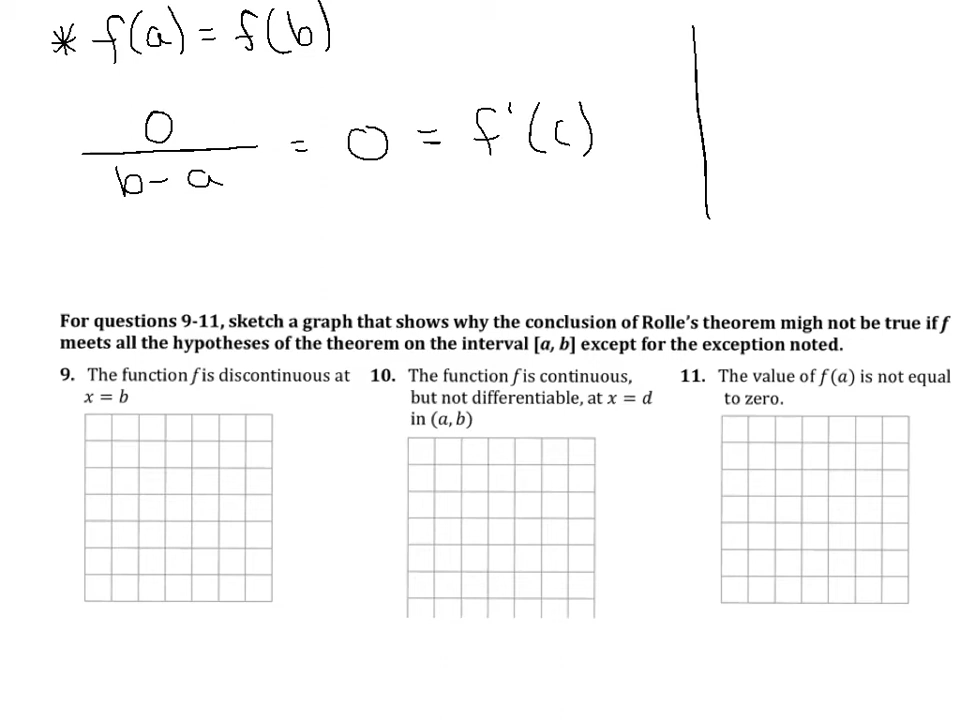 * f(a) = f(b)
0
b - a
= 0 = f'(c)
For questions 9-11, sketch a graph that shows why the conclusion of Rolle's theorem migh not be true if f
meets all the hypotheses of the theorem on the interval [a, b] except for the exception noted.
9. The function f is discontinuous at
x = b
10. The function f is continuous,
but not differentiable, at x = d
in (a, b)
11. The value of f (a) is not equal
to zero.